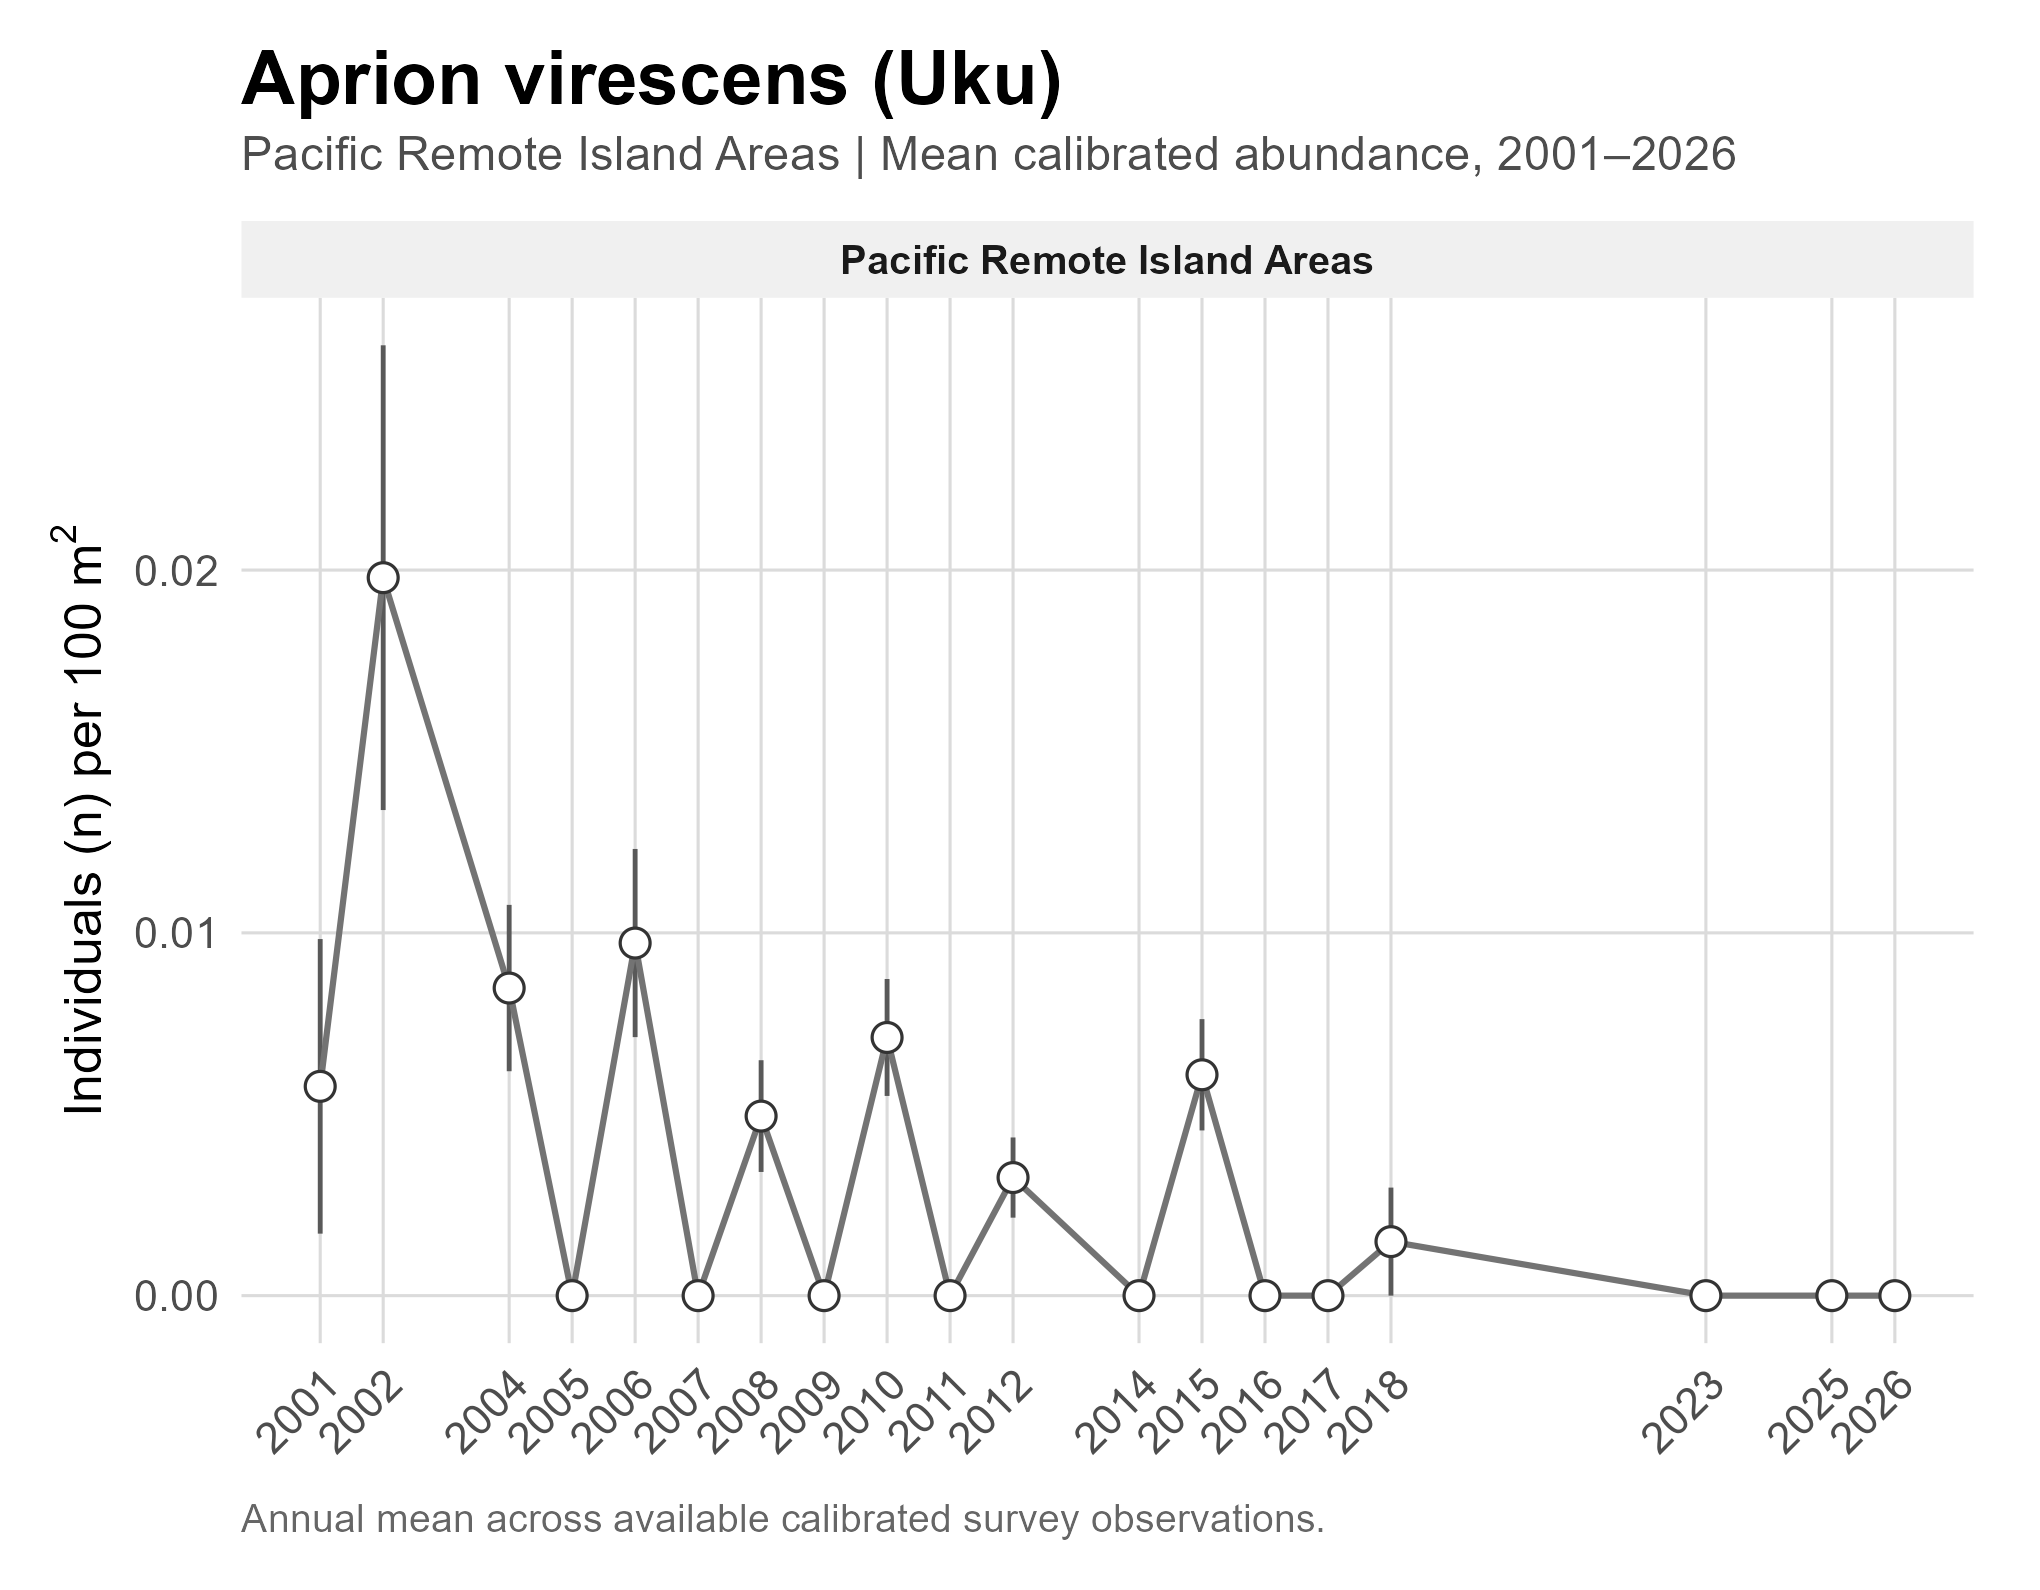 Aprion virescens (Uku)
Pacific Remote Island Areas | Mean calibrated abundance, 2001–2026
Pacific Remote Island Areas
Individuals (n) per 100 m²
0.02
0.01
0.00
2001 2002 2004 2005 2006 2007 2008 2009 2010 2011 2012 2014 2015 2016 2017 2018 2023 2025 2026
Annual mean across available calibrated survey observations.